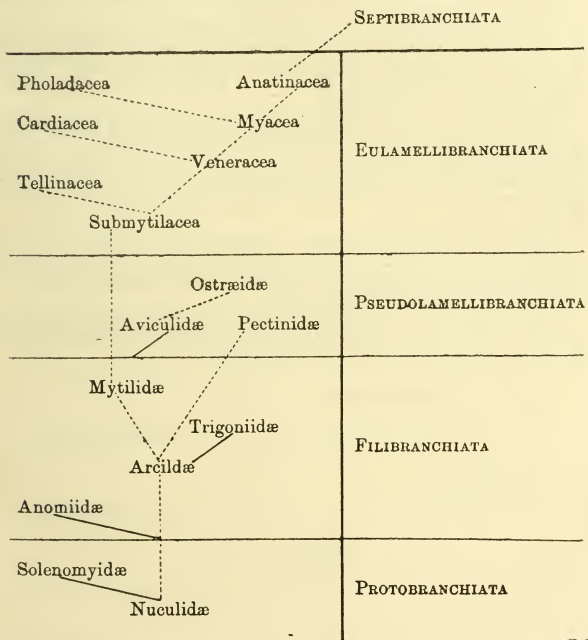 SEPTIBRANCHIATA
Pholadacea
Anatinacea
Cardiacea
Myacea
Veneracea
EULAMELLIBRANCHIATA
Tellinacea
Submytilacea
Ostræidæ
Aviculidæ
Pectinidæ
PSEUDOLAMELLIBRANCHIATA
Mytilidæ
Trigoniidæ
Arcildæ
FILIBRANCHIATA
Anomiidæ
Solenomyidæ
Nuculidæ
PROTOBRANCHIATA